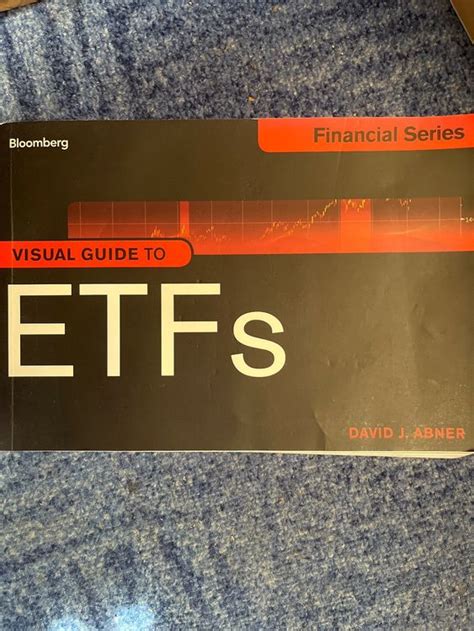 Bloomberg
Financial Series
VISUAL GUIDE TO
ETFs
DAVID J. ABNER